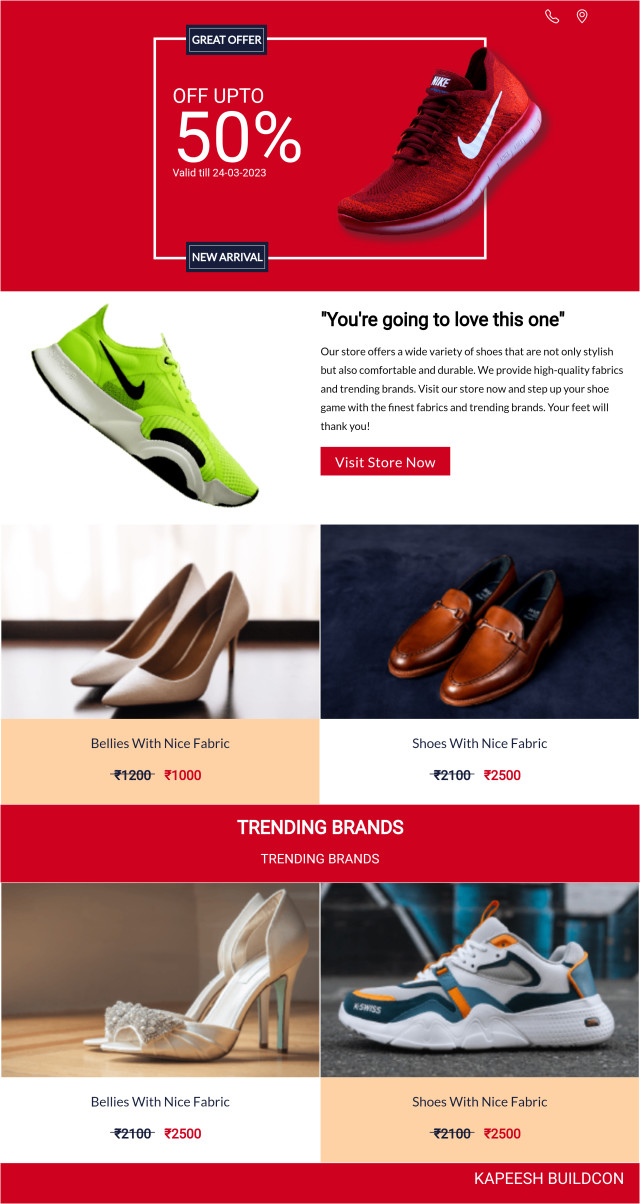 GREAT OFFER
OFF UPTO
50%
Valid till 24-03-2023
NEW ARRIVAL
NIKE
"You're going to love this one"
Our store offers a wide variety of shoes that are not only stylish
but also comfortable and durable. We provide high-quality fabrics
and trending brands. Visit our store now and step up your shoe
game with the finest fabrics and trending brands. Your feet will
thank you!
Visit Store Now
Bellies With Nice Fabric
₹1200 ₹1000
Shoes With Nice Fabric
₹2100 ₹2500
TRENDING BRANDS
TRENDING BRANDS
K·SWISS
Bellies With Nice Fabric
₹2100 ₹2500
Shoes With Nice Fabric
₹2100 ₹2500
KAPEESH BUILDCON